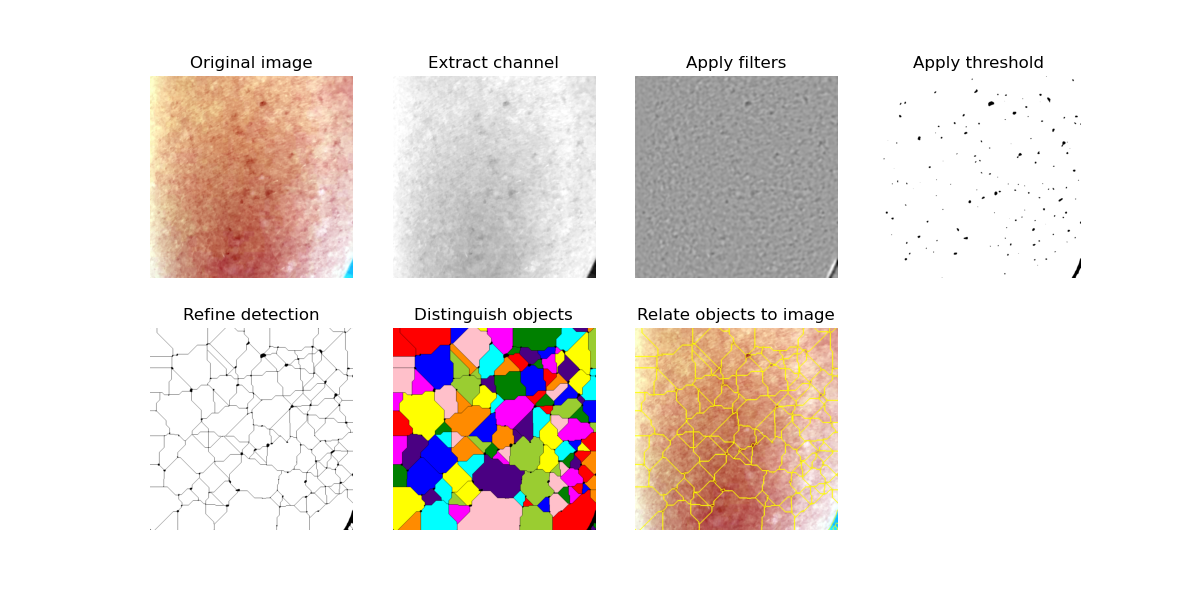 Original image
Extract channel
Apply filters
Apply threshold
Refine detection
Distinguish objects
Relate objects to image